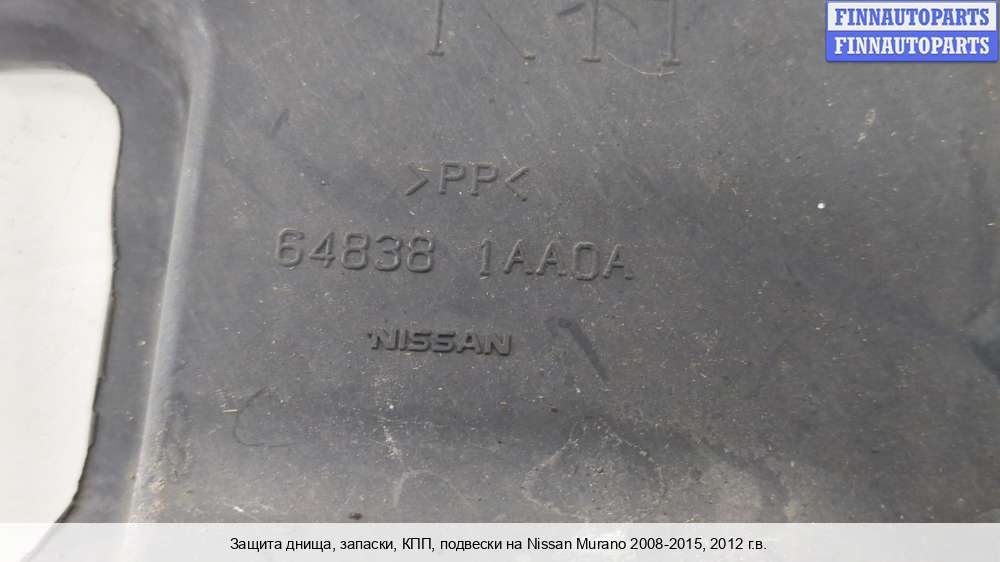 FINNAUTOPARTS
FINNAUTOPARTS
>PP<
64838 1AA0A
NISSAN
Защита днища, запаски, КПП, подвески на Nissan Murano 2008-2015, 2012 г.в.